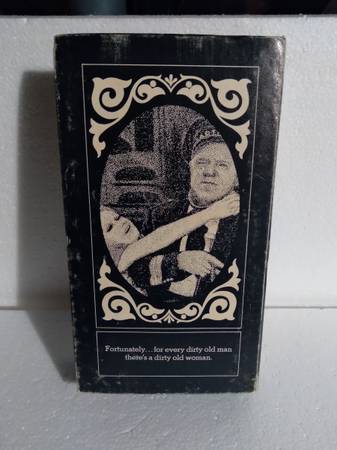 Fortunately...for every dirty old man
there's a dirty old woman.